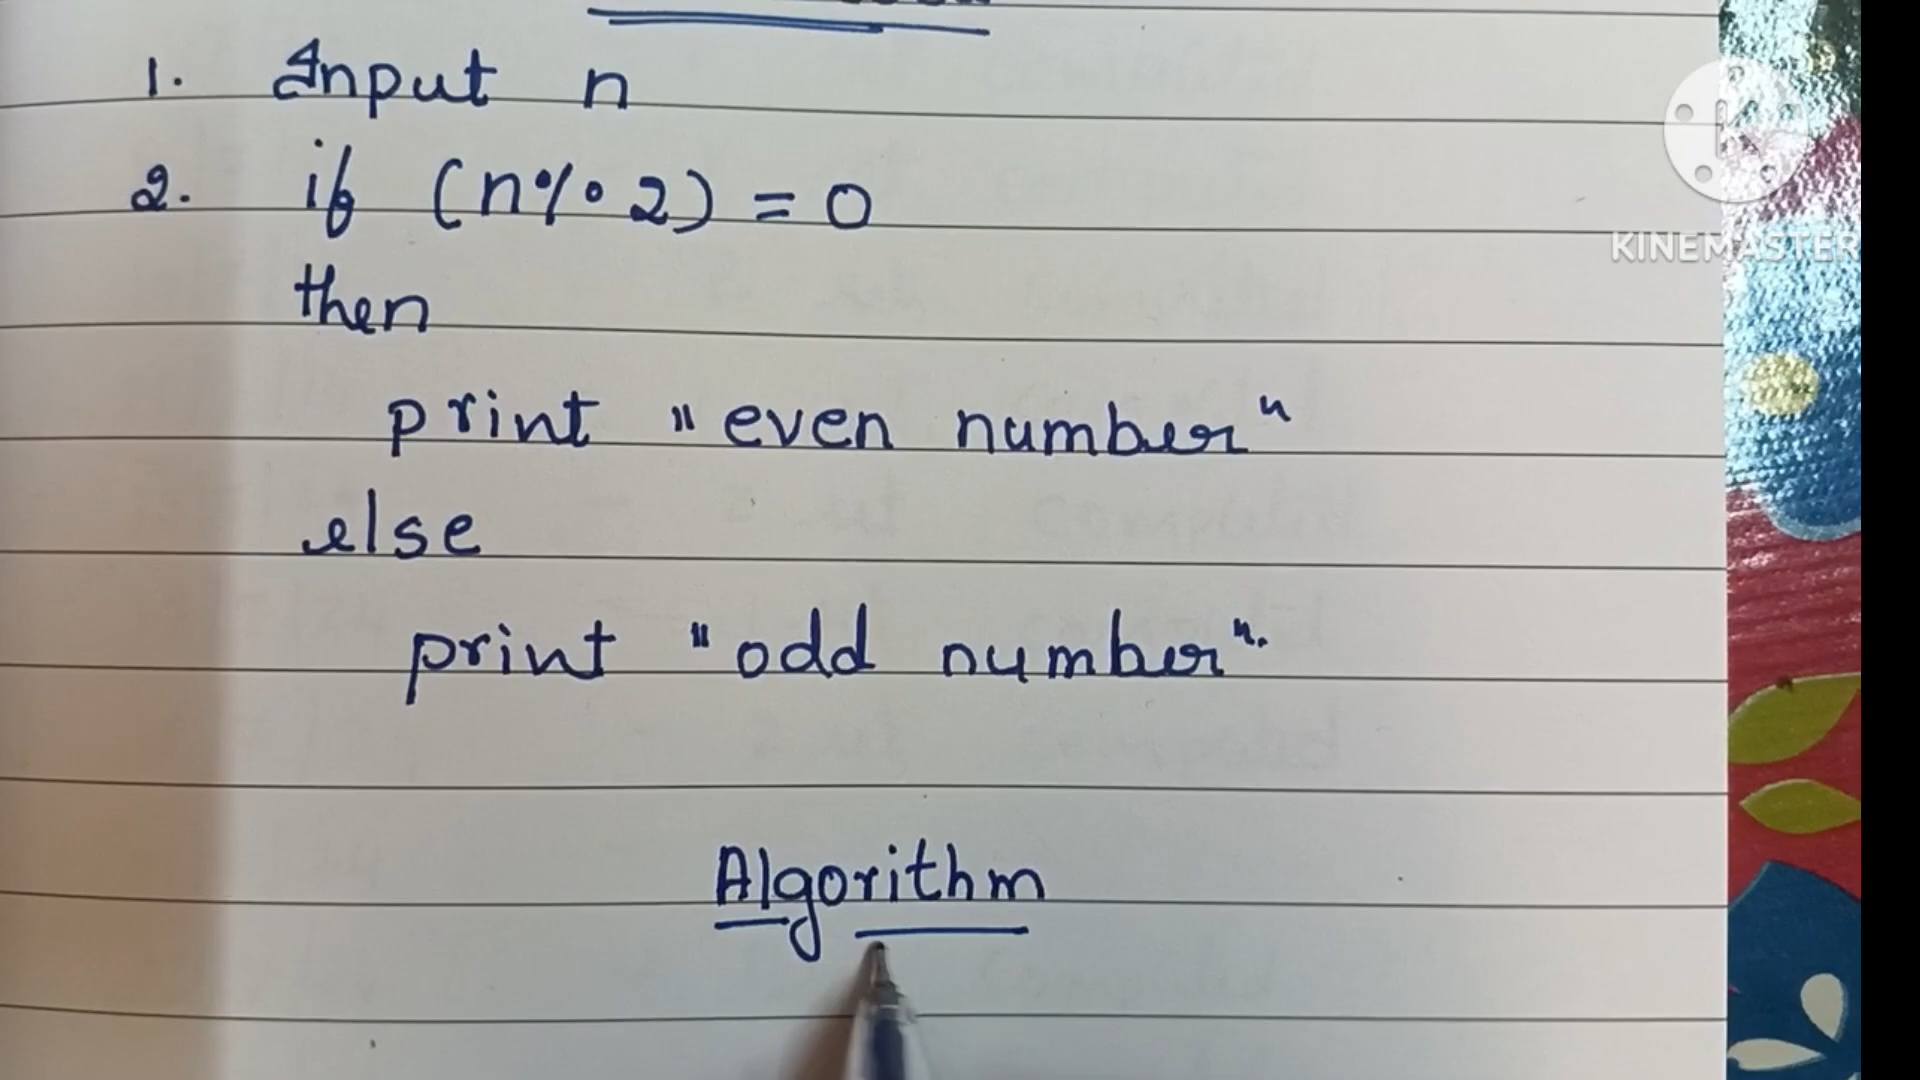 1. Input n
2. if (n%2) = 0
then
print "even number"
else
print "odd number".
Algorithm
KINEMASTER